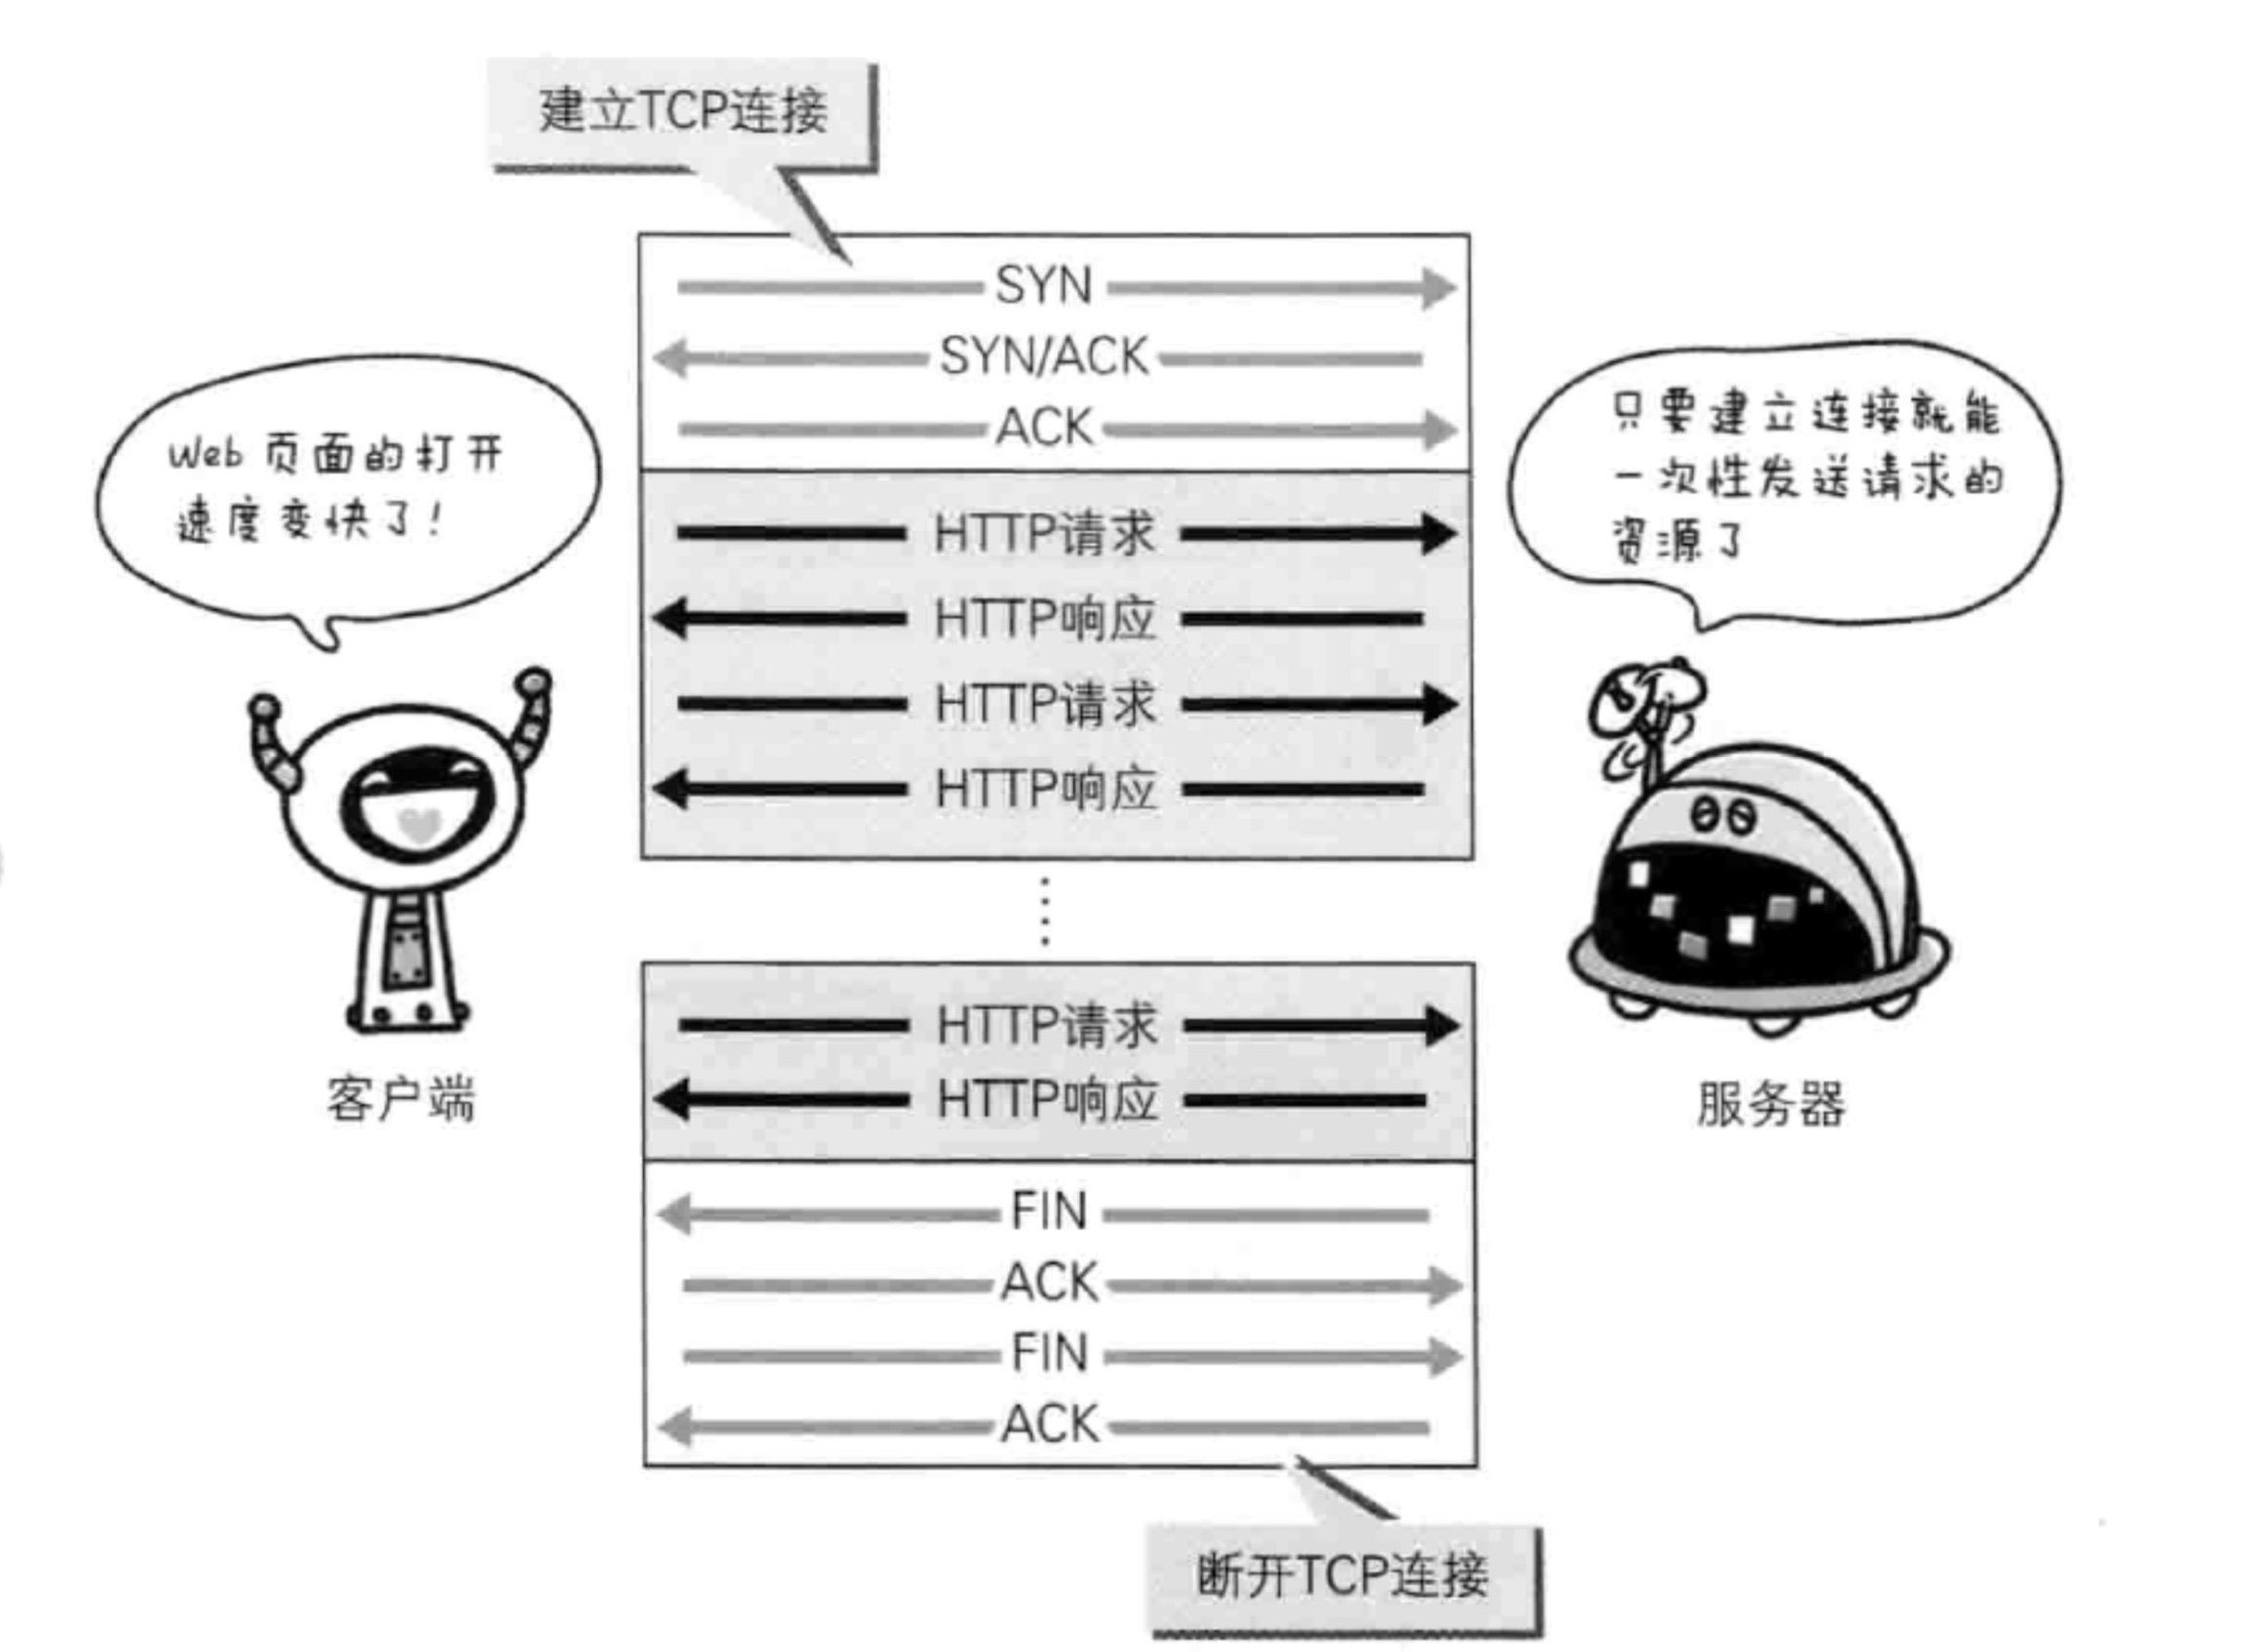 建立TCP连接
SYN
SYN/ACK
ACK
Web 页面的打开
速度变快了!
只要建立连接就能
一次性发送请求的
资源了
HTTP请求
HTTP响应
HTTP请求
HTTP响应
HTTP请求
HTTP响应
客户端
服务器
FIN
ACK
FIN
ACK
断开TCP连接